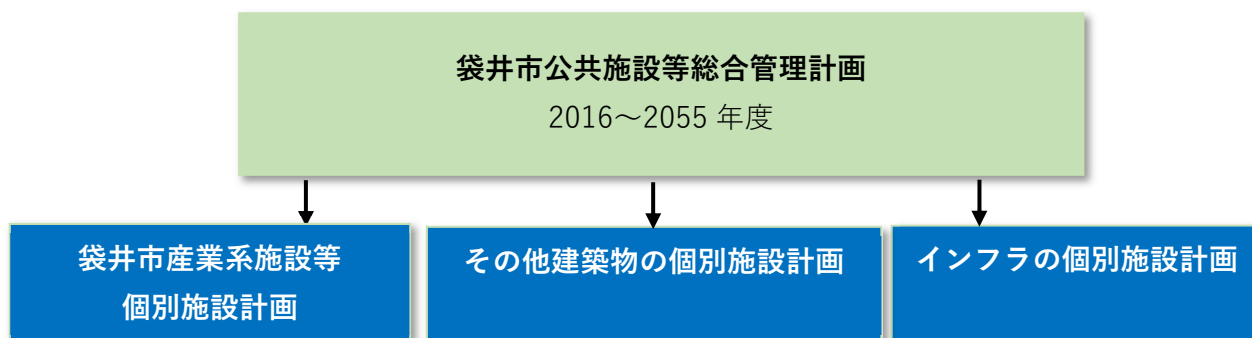 袋井市公共施設等総合管理計画
2016～2055 年度
袋井市産業系施設等
個別施設計画
その他建築物の個別施設計画
インフラの個別施設計画